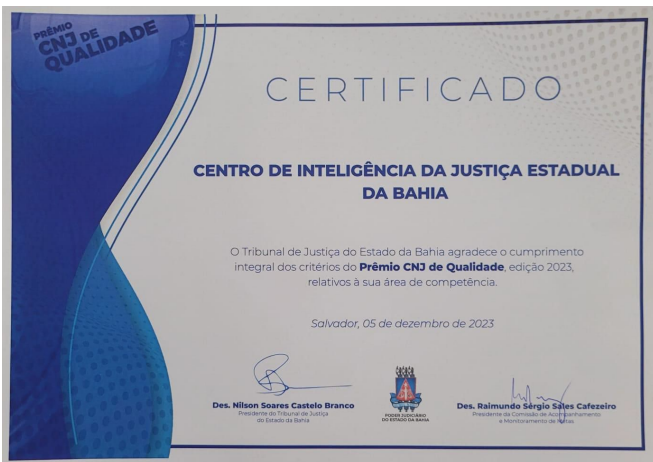 PRÊMIO
CNJ DE
QUALIDADE
CERTIFICADO
CENTRO DE INTELIGÊNCIA DA JUSTIÇA ESTADUAL
DA BAHIA
O Tribunal de Justiça do Estado da Bahia agradece o cumprimento
integral dos critérios do Prêmio CNJ de Qualidade, edição 2023,
relativos à sua área de competência.
Salvador, 05 de dezembro de 2023
Des. Nilson Soares Castelo Branco
Presidente do Tribunal de Justiça
do Estado da Bahia
PODER JUDICIÁRIO
DO ESTADO DA BAHIA
Des. Raimundo Sérgio Sales Cafezeiro
Presidente da Comissão de Acompanhamento
e Monitoramento de Metas